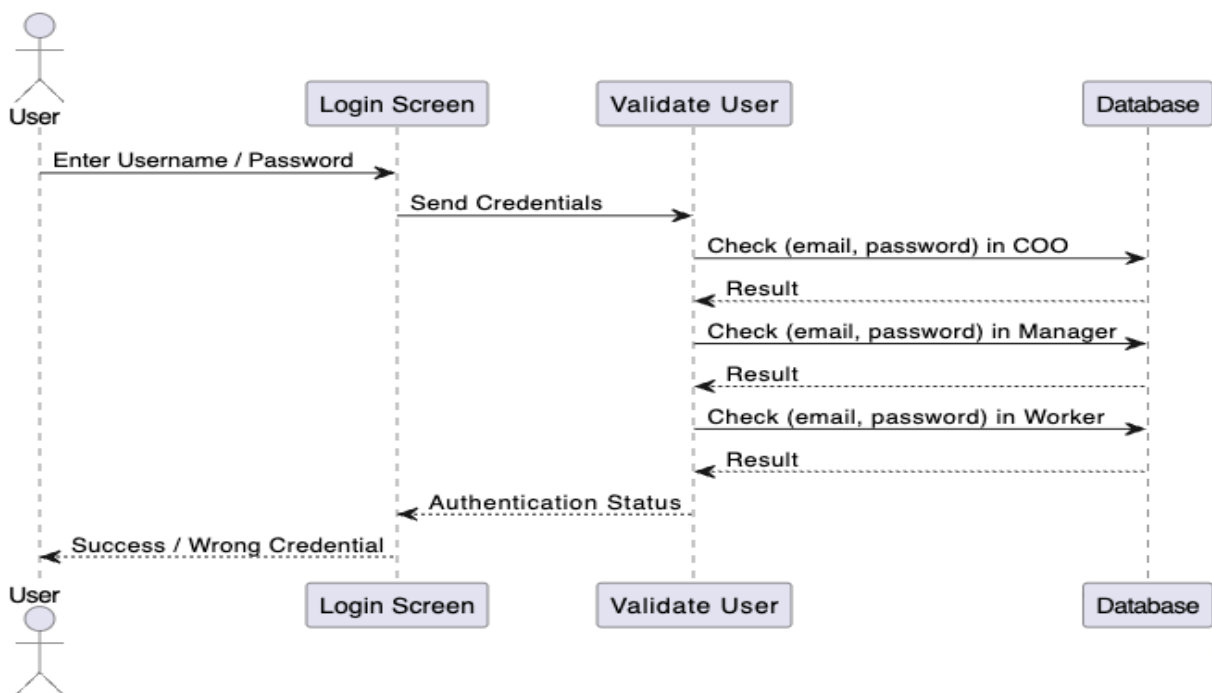 User
Login Screen
Validate User
Database
Enter Username / Password
Send Credentials
Check (email, password) in COO
Result
Check (email, password) in Manager
Result
Check (email, password) in Worker
Result
Authentication Status
Success / Wrong Credential
User
Login Screen
Validate User
Database